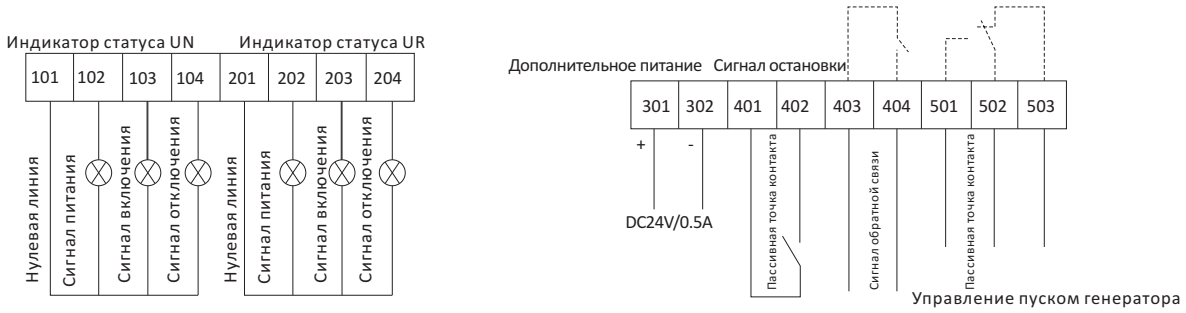 Индикатор статуса UN
Индикатор статуса UR
101 102 103 104 201 202 203 204
Нулевая линия
Сигнал питания
Сигнал включения
Сигнал отключения
Нулевая линия
Сигнал питания
Сигнал включения
Сигнал отключения
Дополнительное питание
Сигнал остановки
301 302 401 402 403 404 501 502 503
+ -
DC24V/0.5A
Пассивная точка контакта
Сигнал обратной связи
Пассивная точка контакта
Управление пуском генератора